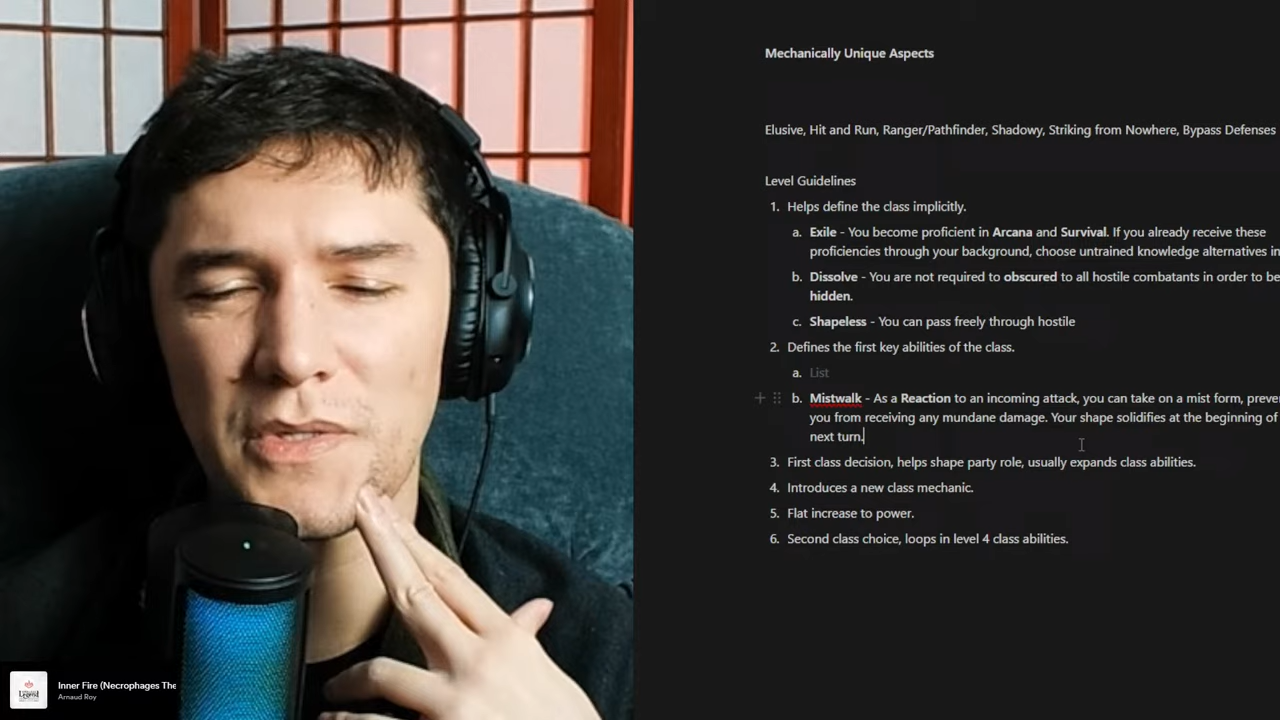 Mechanically Unique Aspects
Elusive, Hit and Run, Ranger/Pathfinder, Shadowy, Striking from Nowhere, Bypass Defenses
Level Guidelines
1. Helps define the class implicitly.
a. Exile - You become proficient in Arcana and Survival. If you already receive these
proficiencies through your background, choose untrained knowledge alternatives in
b. Dissolve - You are not required to obscured to all hostile combatants in order to be
hidden.
c. Shapeless - You can pass freely through hostile
2. Defines the first key abilities of the class.
a. List
b. Mistwalk - As a Reaction to an incoming attack, you can take on a mist form, preve
you from receiving any mundane damage. Your shape solidifies at the beginning of
next turn.
3. First class decision, helps shape party role, usually expands class abilities.
4. Introduces a new class mechanic.
5. Flat increase to power.
6. Second class choice, loops in level 4 class abilities.
Legend
Inner Fire (Necrophages The
Arnaud Roy